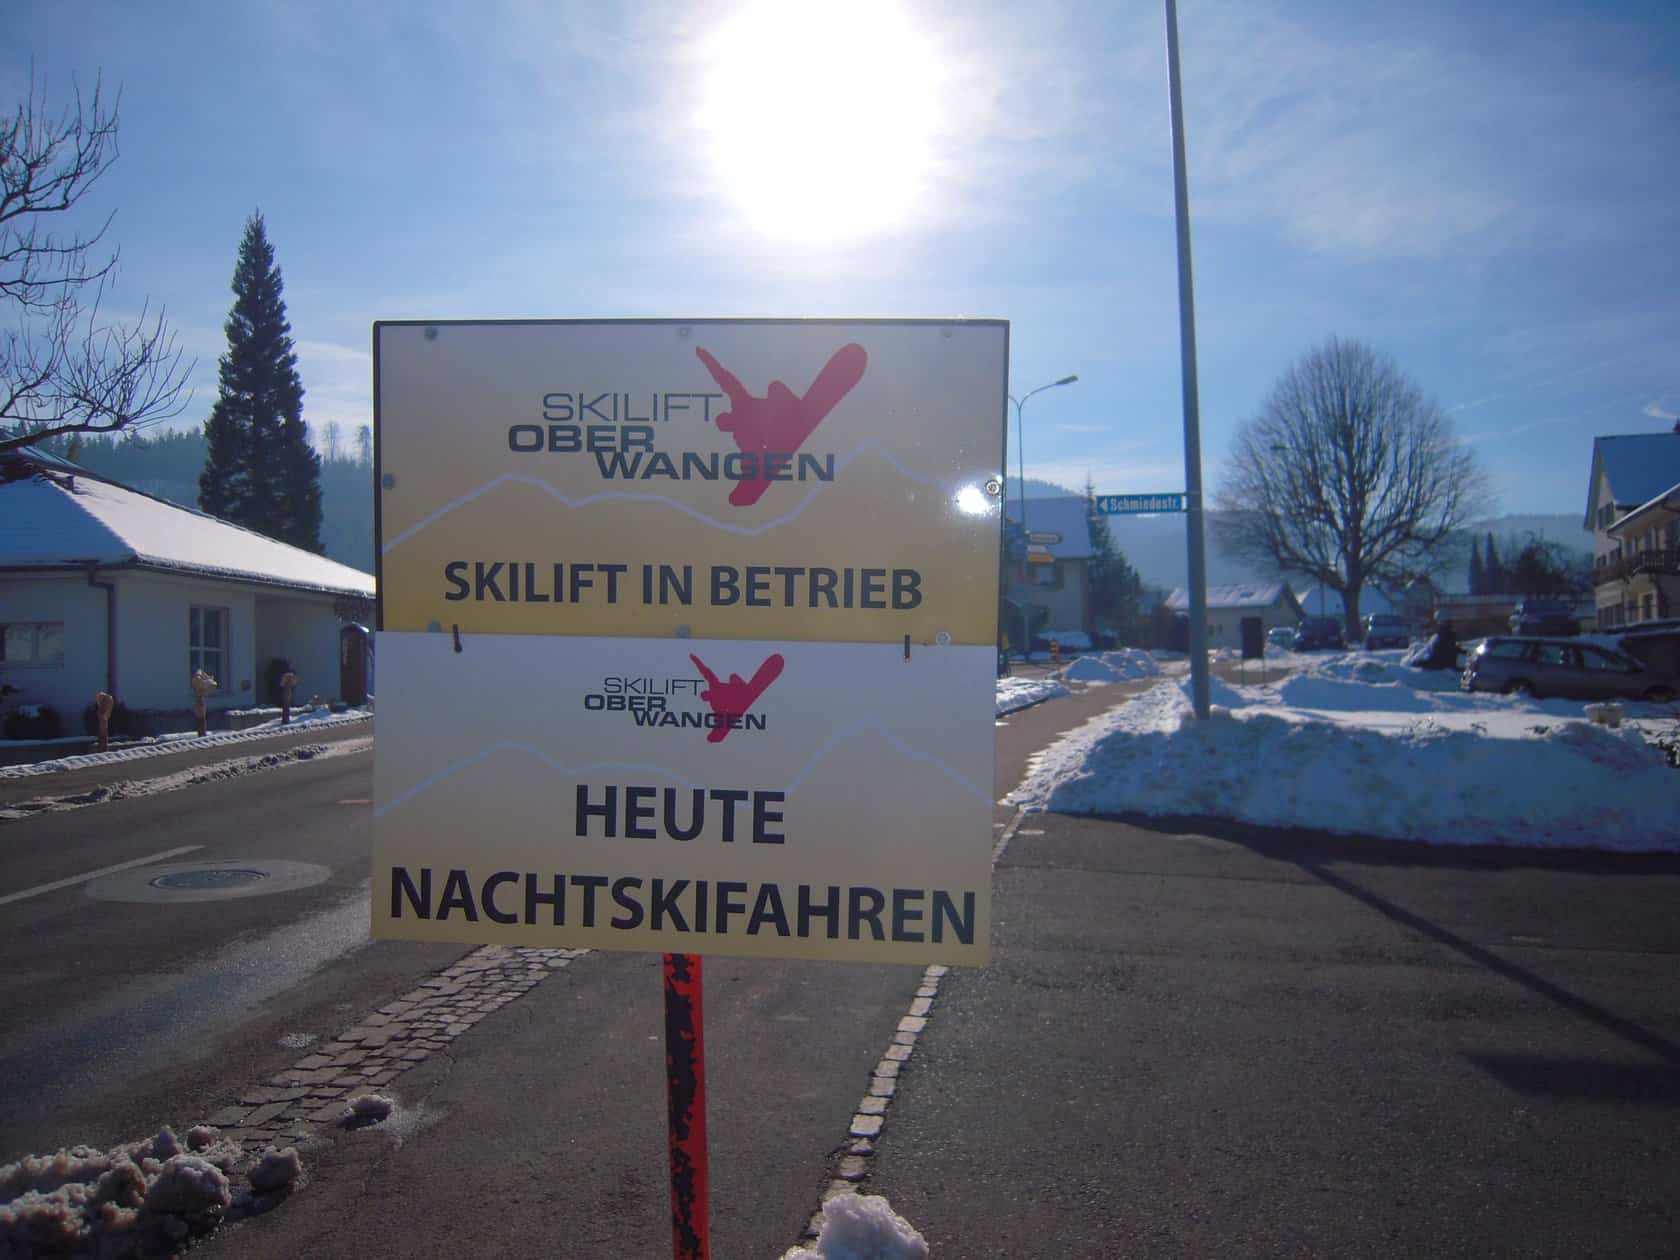 SKILIFT
OBER
WANGEN
SKILIFT IN BETRIEB
SKILIFT
OBER
WANGEN
HEUTE
NACHTSKIFAHREN
Schmiedestr.